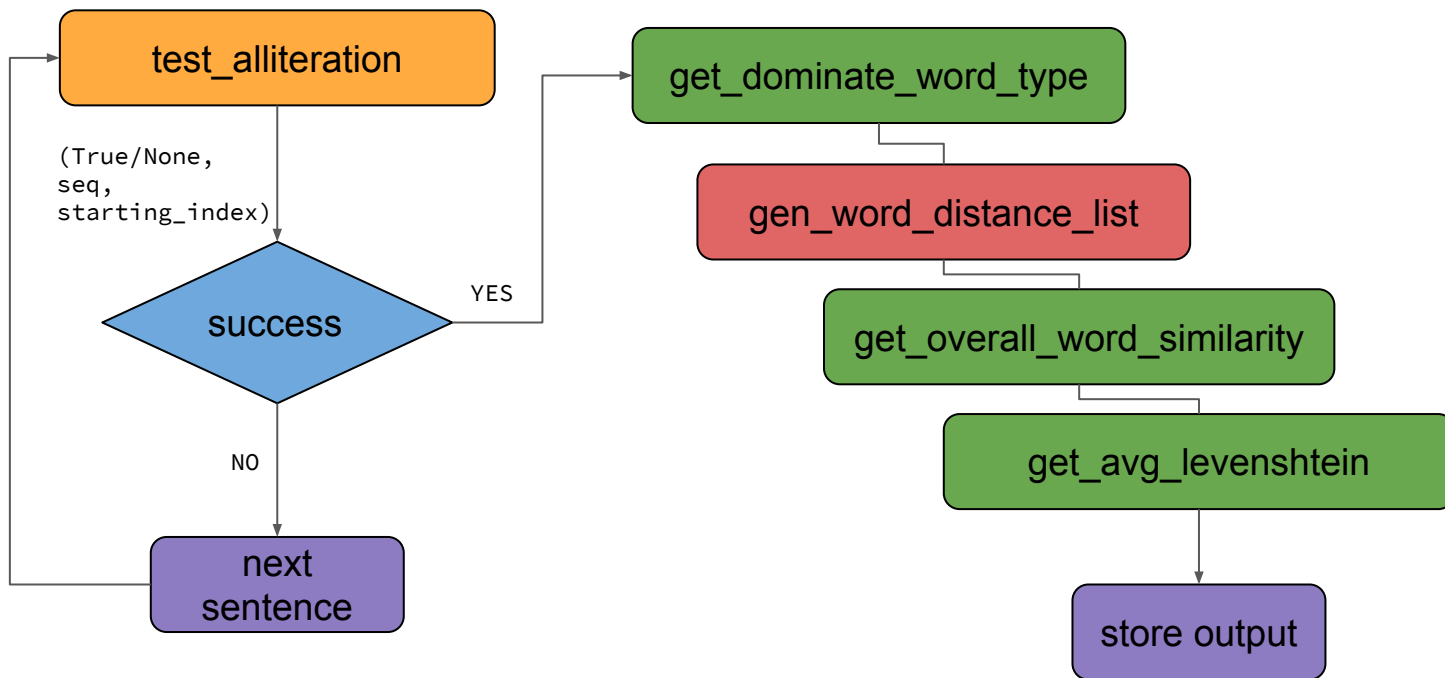 test_alliteration
(True/None,
seq,
starting_index)
success
YES
NO
next
sentence
get_dominate_word_type
gen_word_distance_list
get_overall_word_similarity
get_avg_levenshtein
store output